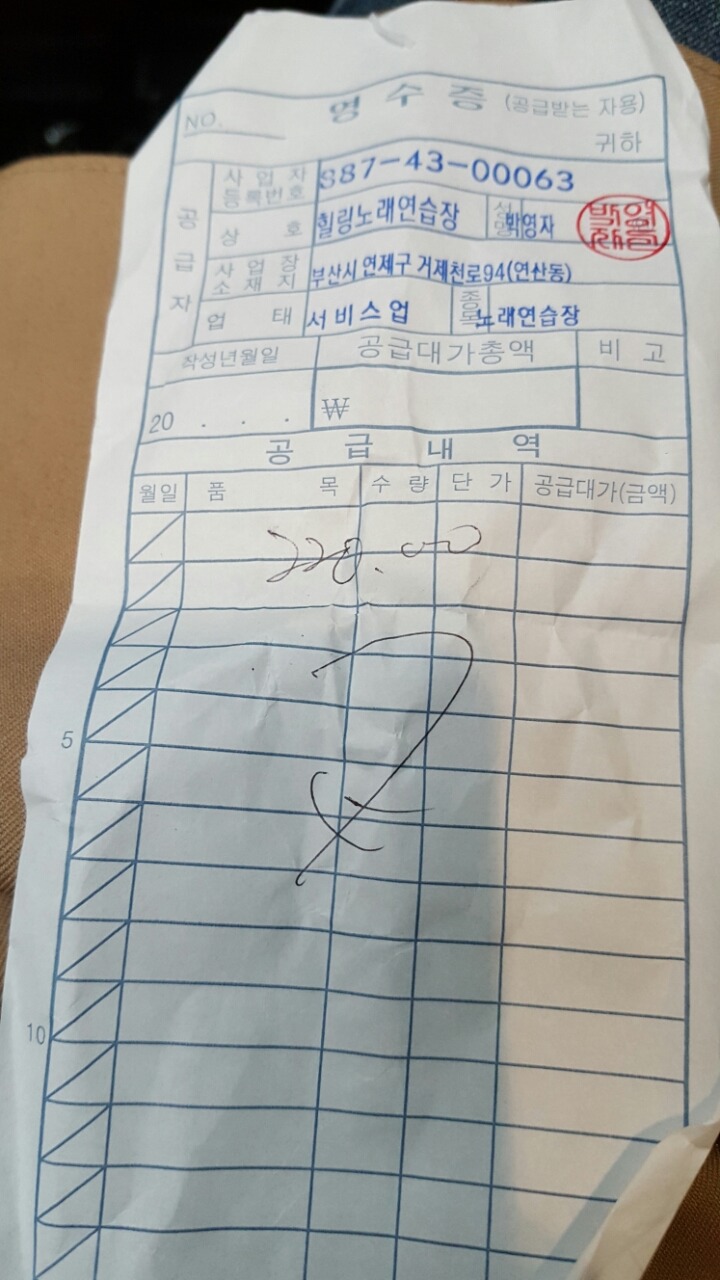 영 수 증 (공급받는 자용)
NO. 귀하
공급자
사업자등록번호 887-43-00063
상 호 힐링노래연습장 성명 박영자
사업장소재지 부산시 연제구 거제천로94(연산동)
업 태 서비스업 종목 노래연습장
작성년월일 공급대가총액 비 고
20 . . . ₩
공 급 내 역
월일 품 목 수 량 단 가 공급대가(금액)
220.00
5
10